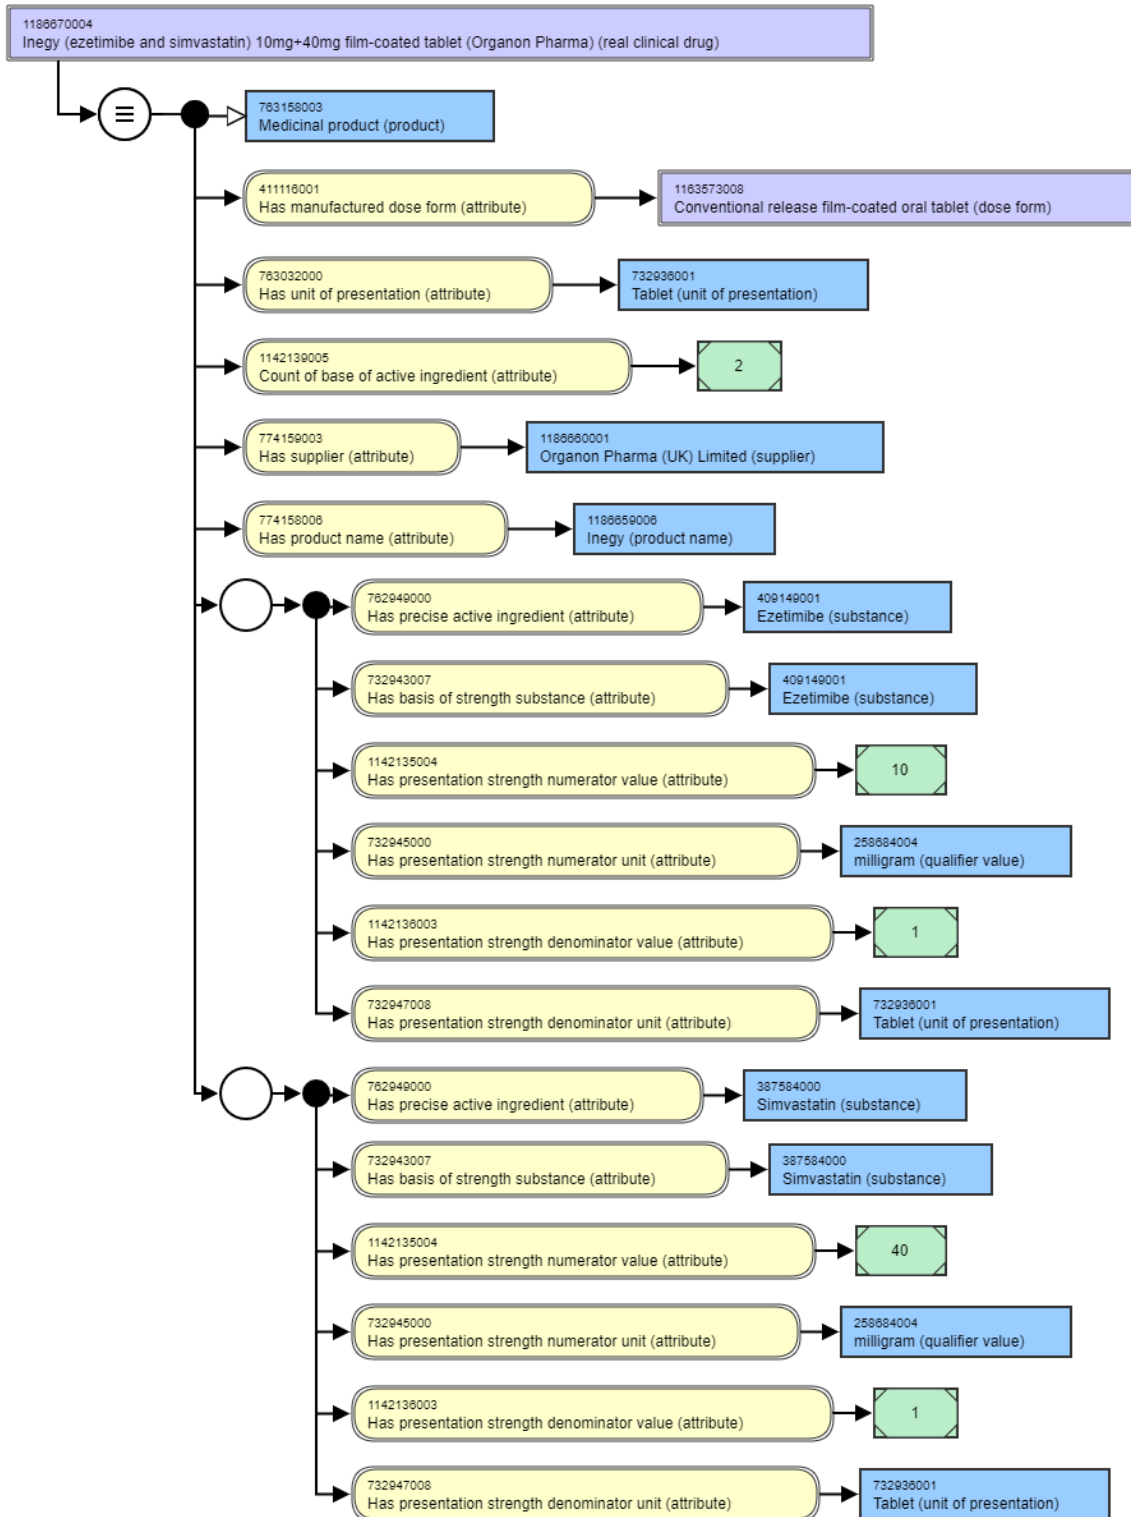 1186670004
Inegy (ezetimibe and simvastatin) 10mg+40mg film-coated tablet (Organon Pharma) (real clinical drug)
763158003
Medicinal product (product)
411116001
Has manufactured dose form (attribute)
1163573008
Conventional release film-coated oral tablet (dose form)
763032000
Has unit of presentation (attribute)
732936001
Tablet (unit of presentation)
1142139005
Count of base of active ingredient (attribute)
2
774159003
Has supplier (attribute)
1186660001
Organon Pharma (UK) Limited (supplier)
774158006
Has product name (attribute)
1186659006
Inegy (product name)
762949000
Has precise active ingredient (attribute)
409149001
Ezetimibe (substance)
732943007
Has basis of strength substance (attribute)
409149001
Ezetimibe (substance)
1142135004
Has presentation strength numerator value (attribute)
10
732945000
Has presentation strength numerator unit (attribute)
258684004
milligram (qualifier value)
1142136003
Has presentation strength denominator value (attribute)
1
732947008
Has presentation strength denominator unit (attribute)
732936001
Tablet (unit of presentation)
762949000
Has precise active ingredient (attribute)
387584000
Simvastatin (substance)
732943007
Has basis of strength substance (attribute)
387584000
Simvastatin (substance)
1142135004
Has presentation strength numerator value (attribute)
40
732945000
Has presentation strength numerator unit (attribute)
258684004
milligram (qualifier value)
1142136003
Has presentation strength denominator value (attribute)
1
732947008
Has presentation strength denominator unit (attribute)
732936001
Tablet (unit of presentation)